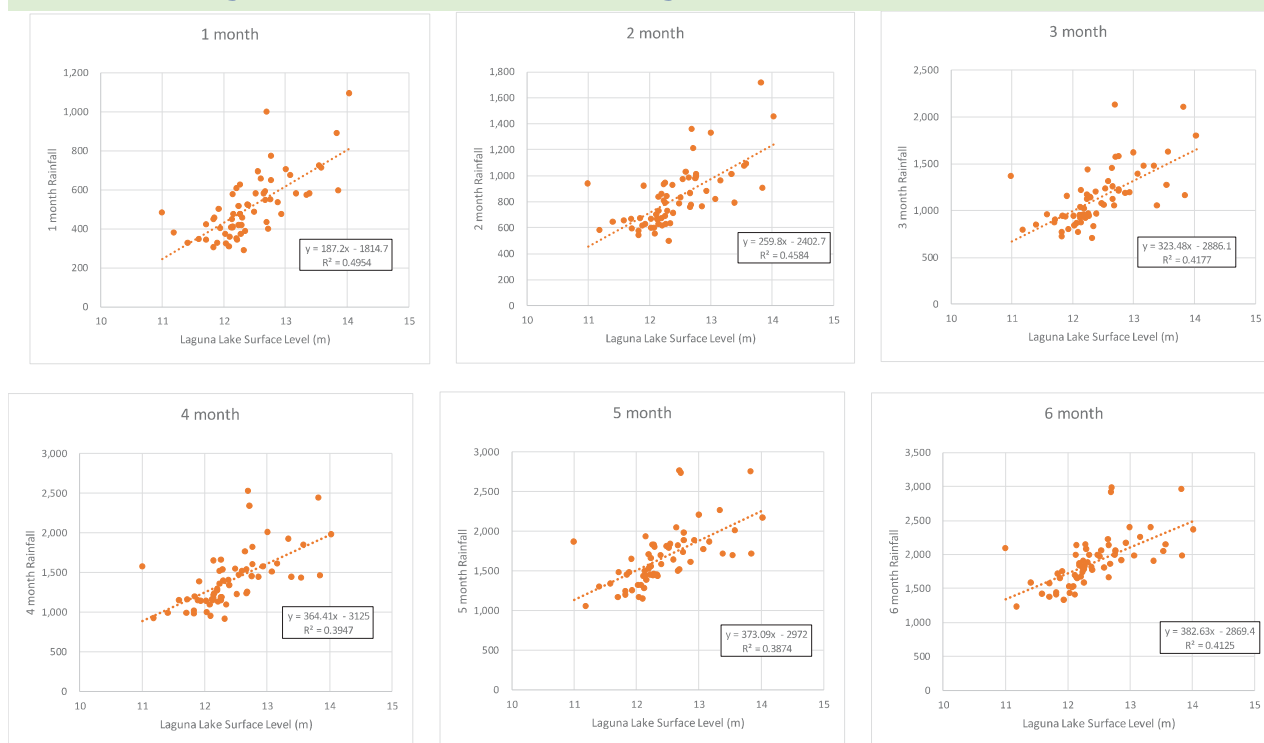 1 month
1,200
1,000
800
600
400
200
0
1 month Rainfall
10 11 12 13 14 15
Laguna Lake Surface Level (m)
y = 187.2x - 1814.7
R² = 0.4954
2 month
1,800
1,600
1,400
1,200
1,000
800
600
400
200
0
2 month Rainfall
10 11 12 13 14 15
Laguna Lake Surface Level (m)
y = 259.8x - 2402.7
R² = 0.4584
3 month
2,500
2,000
1,500
1,000
500
0
3 month Rainfall
10 11 12 13 14 15
Laguna Lake Surface Level (m)
y = 323.48x - 2886.1
R² = 0.4177
4 month
3,000
2,500
2,000
1,500
1,000
500
0
4 month Rainfall
10 11 12 13 14 15
Laguna Lake Surface Level (m)
y = 364.41x - 3125
R² = 0.3947
5 month
3,000
2,500
2,000
1,500
1,000
500
0
5 month Rainfall
10 11 12 13 14 15
Laguna Lake Surface Level (m)
y = 373.09x - 2972
R² = 0.3874
6 month
3,500
3,000
2,500
2,000
1,500
1,000
500
0
6 month Rainfall
10 11 12 13 14 15
Laguna Lake Surface Level (m)
y = 382.63x - 2869.4
R² = 0.4125